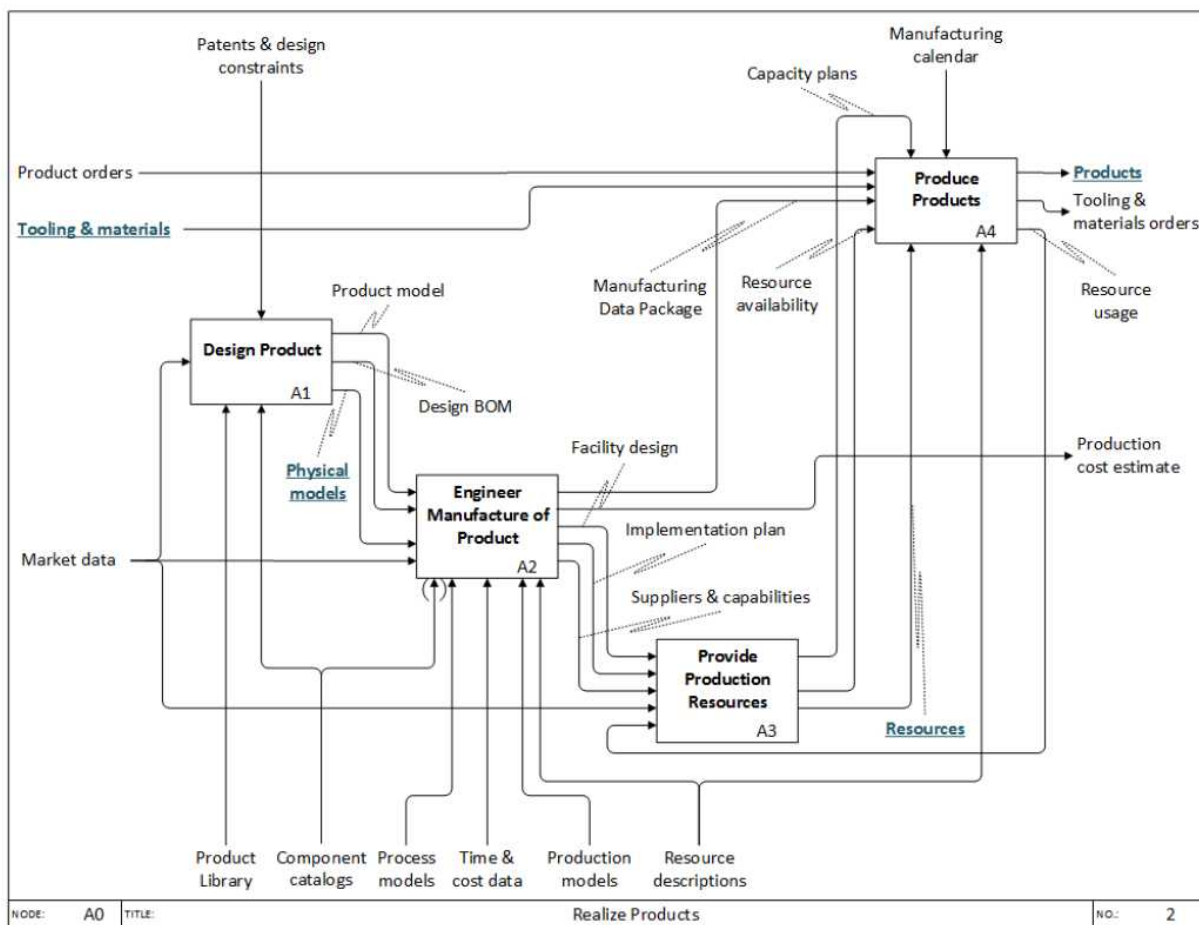 Patents & design
constraints
Manufacturing
calendar
Capacity plans
Product orders
Tooling & materials
Produce
Products
A4
Products
Tooling &
materials orders
Manufacturing
Data Package
Resource
availability
Resource
usage
Product model
Design Product
A1
Design BOM
Physical
models
Facility design
Production
cost estimate
Engineer
Manufacture of
Product
A2
Implementation plan
Market data
Suppliers & capabilities
Provide
Production
Resources
A3
Resources
Product
Library
Component
catalogs
Process
models
Time &
cost data
Production
models
Resource
descriptions
NODE: A0 TITLE: Realize Products NO.: 2